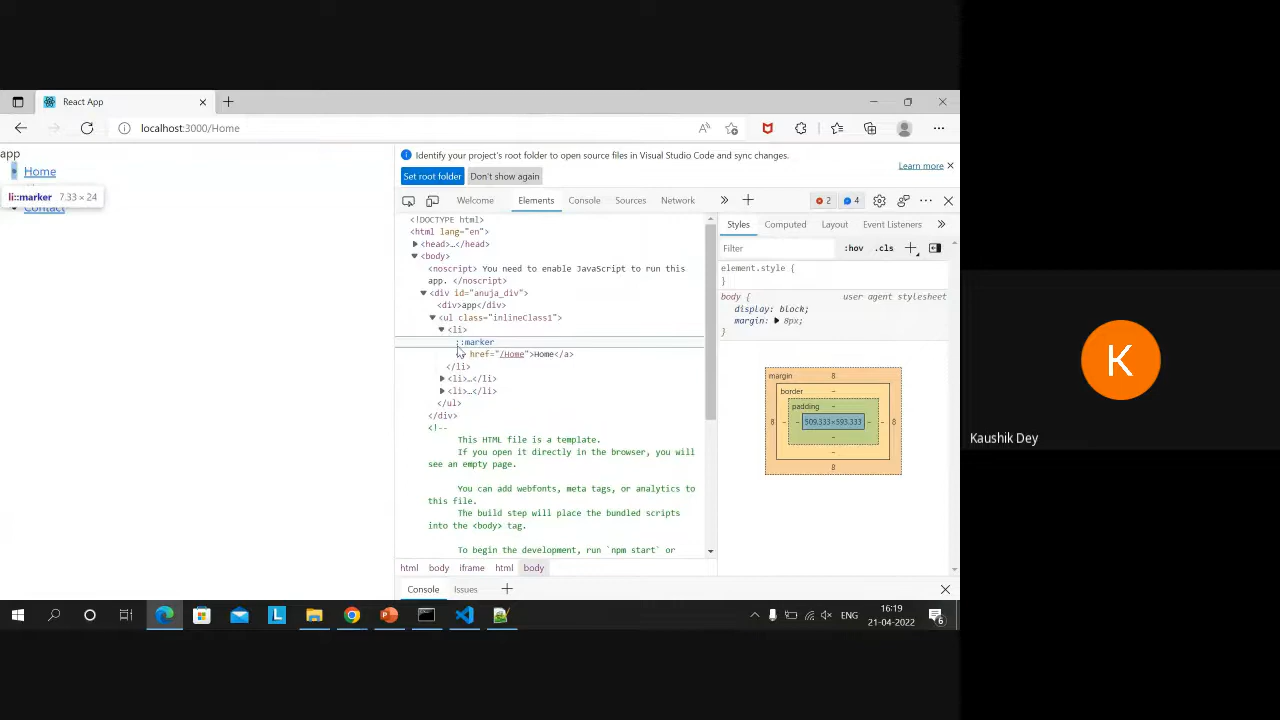 React App
localhost:3000/Home
app
Home
li::marker 7.33 × 24
Contact
Identify your project's root folder to open source files in Visual Studio Code and sync changes.
Learn more
Set root folder
Don't show again
Welcome
Elements
Console
Sources
Network
2
4
<!DOCTYPE html>
<html lang="en">
<head>…</head>
<body>
<noscript> You need to enable JavaScript to run this
app. </noscript>
<div id="anuja_div">
<div>app</div>
<ul class="inlineClass1">
<li>
::marker
href="/Home">Home</a>
</li>
<li>…</li>
<li>…</li>
</ul>
</div>
<!--
This HTML file is a template.
If you open it directly in the browser, you will
see an empty page.
You can add webfonts, meta tags, or analytics to
this file.
The build step will place the bundled scripts
into the <body> tag.
To begin the development, run `npm start` or
html
body
iframe
html
body
Styles
Computed
Layout
Event Listeners
Filter
:hov
.cls
element.style {
}
body {
user agent stylesheet
display: block;
margin: 8px;
}
margin
8
border
-
padding
-
8
-
-
509.333×593.333
-
-
8
-
-
8
Console
Issues
ENG
16:19
21-04-2022
6
K
Kaushik Dey